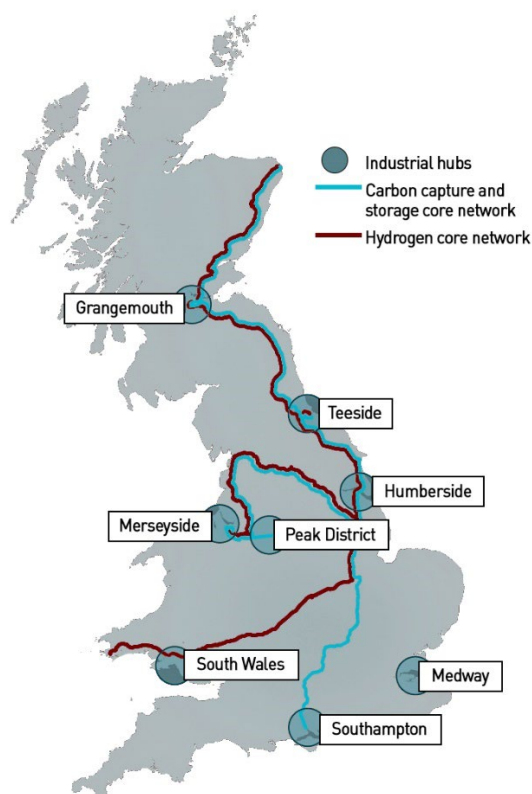 Industrial hubs
Carbon capture and
storage core network
Hydrogen core network
Grangemouth
Teeside
Humberside
Merseyside
Peak District
South Wales
Medway
Southampton